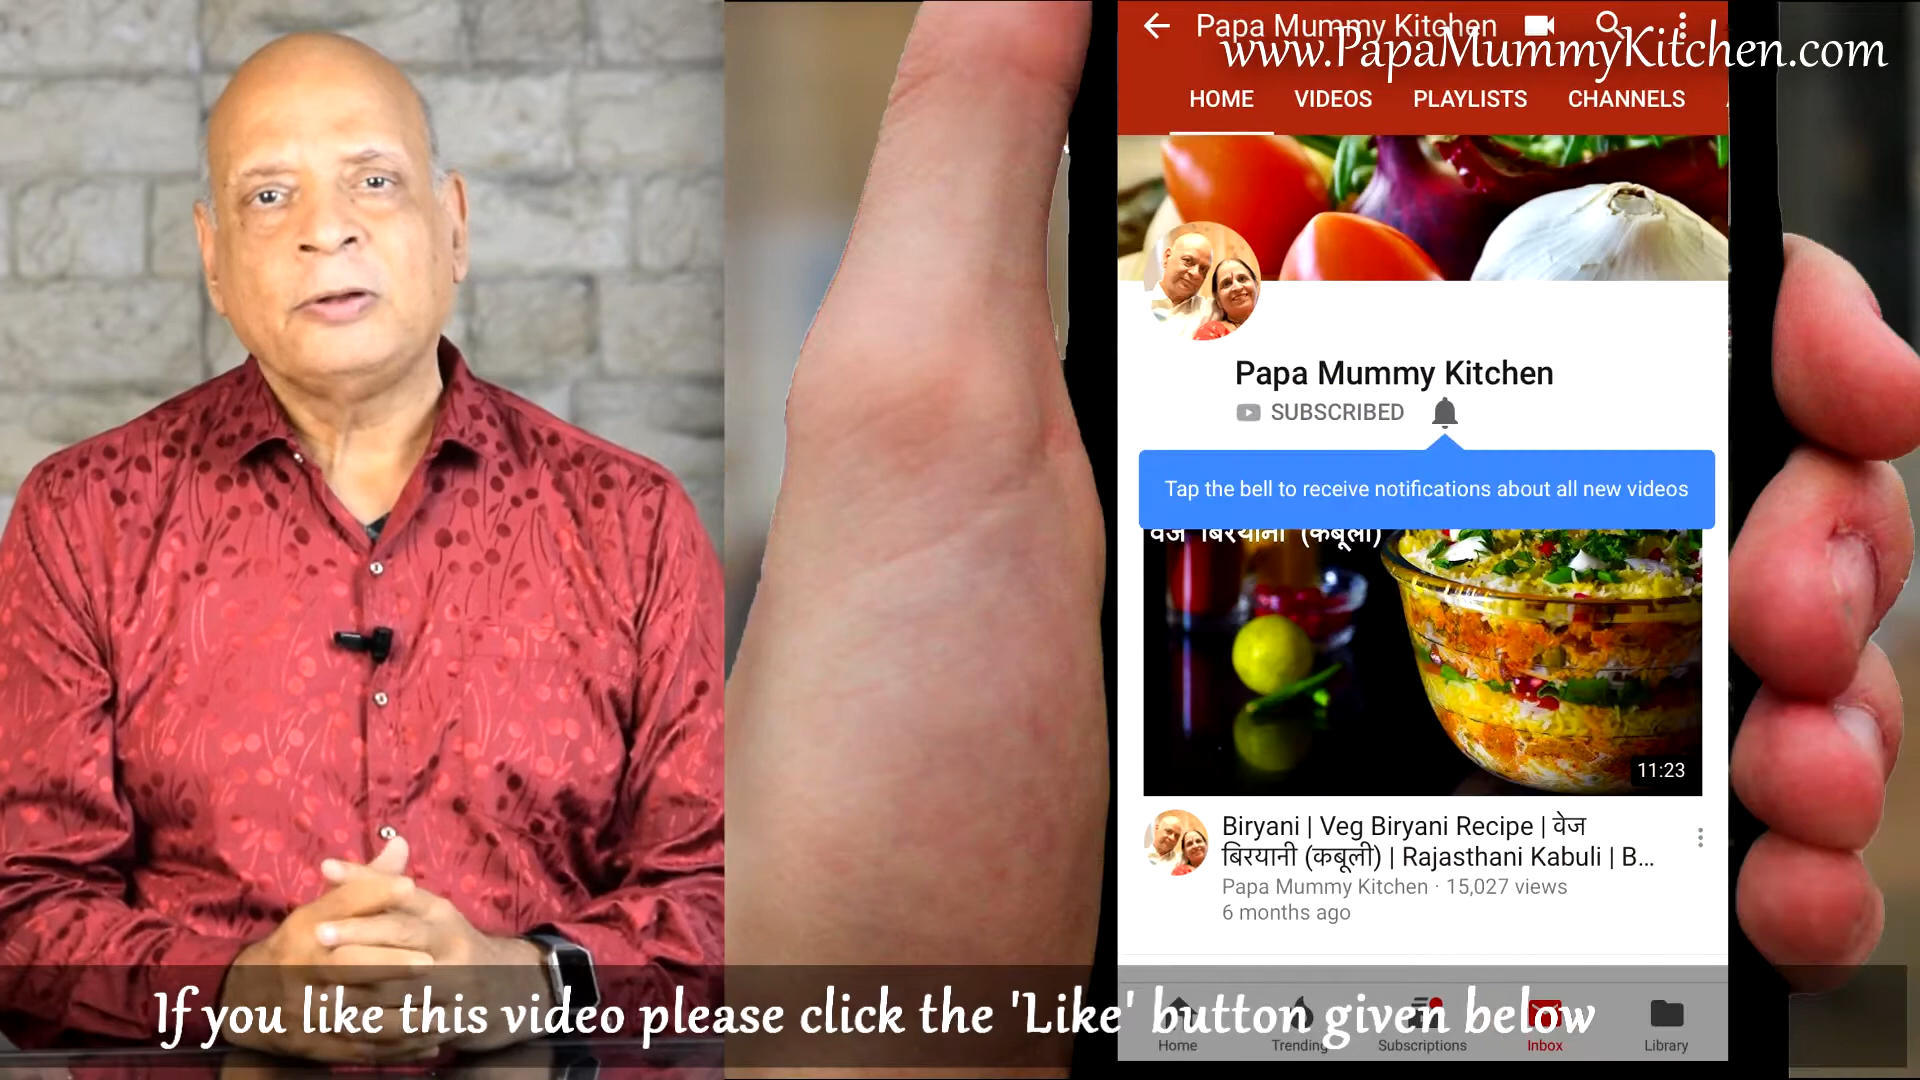 Papa Mummy Kitchen
www.PapaMummyKitchen.com
HOME VIDEOS PLAYLISTS CHANNELS
Papa Mummy Kitchen
SUBSCRIBED
Tap the bell to receive notifications about all new videos
वेज बिरयानी (कबूली)
11:23
Biryani | Veg Biryani Recipe | वेज
बिरयानी (कबूली) | Rajasthani Kabuli | B...
Papa Mummy Kitchen · 15,027 views
6 months ago
If you like this video please click the 'Like' button given below
Home Trending Subscriptions Inbox Library